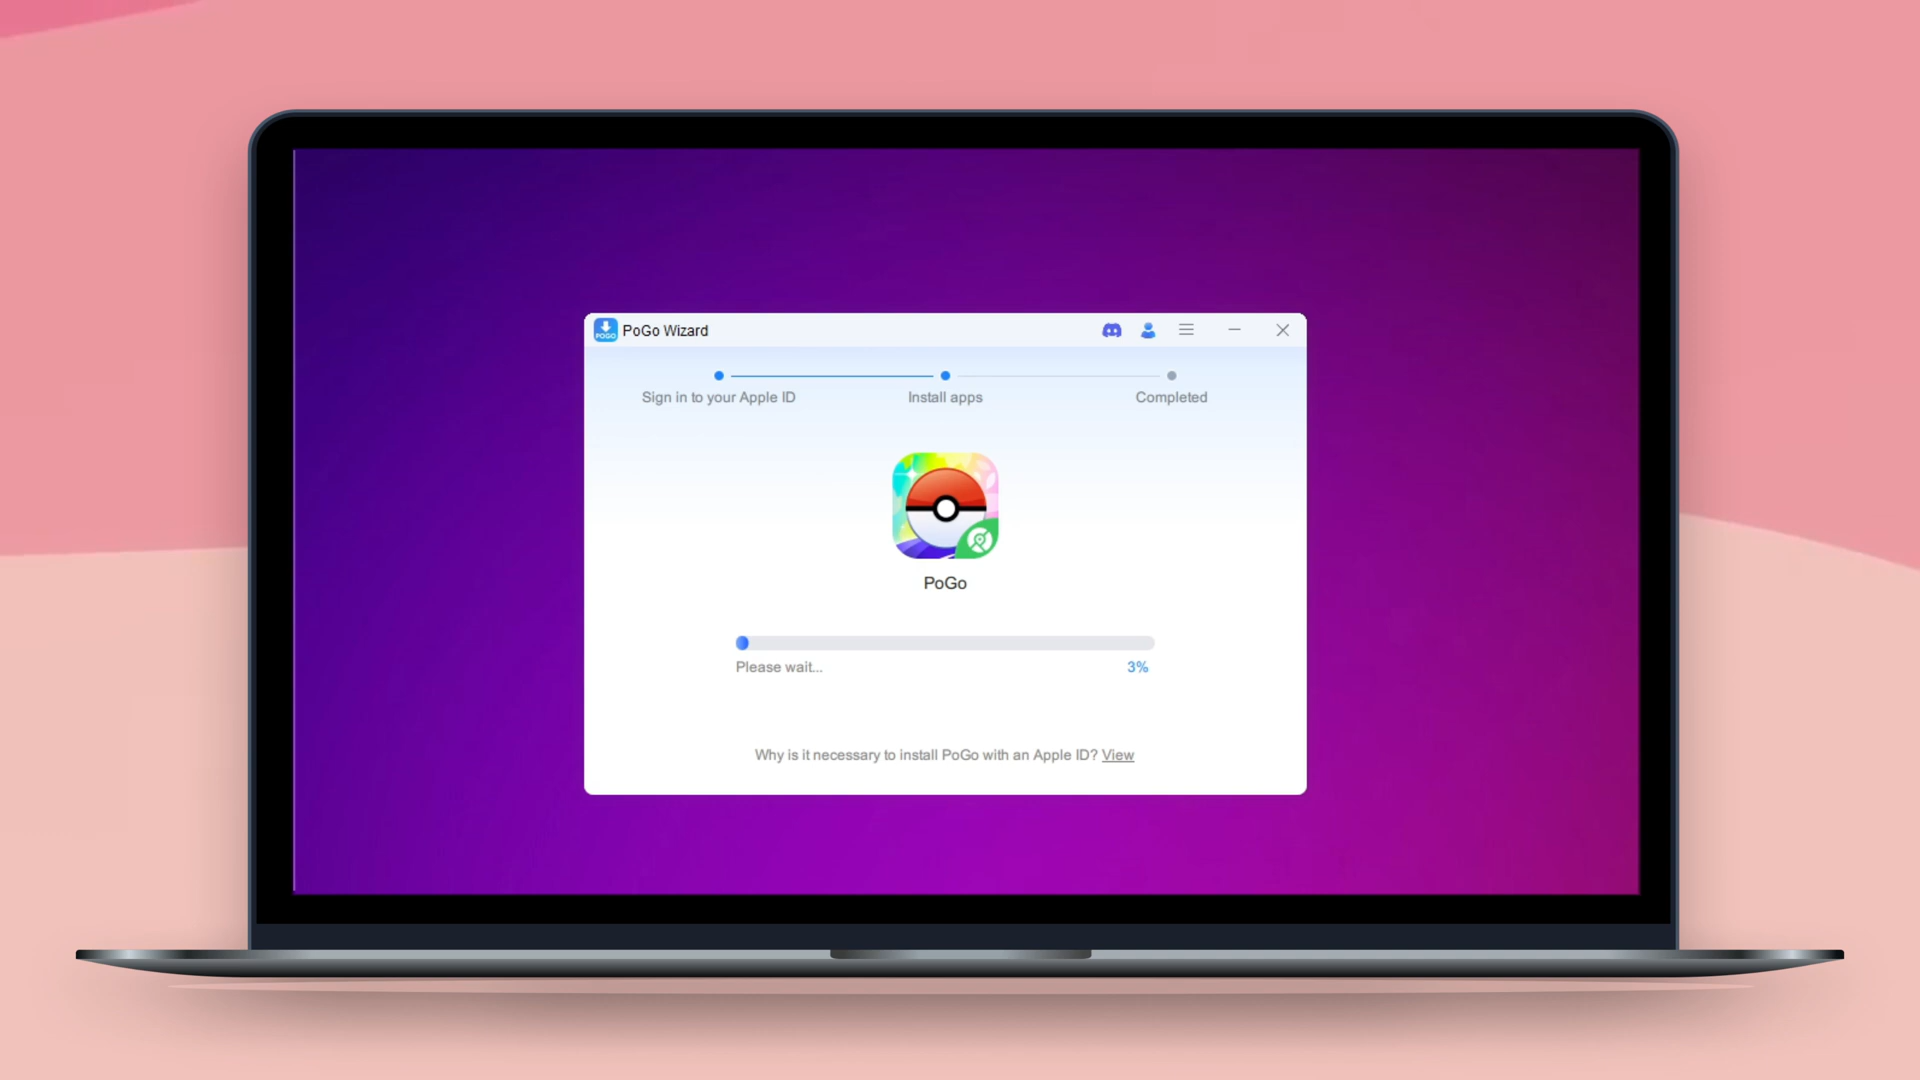 POGO
PoGo Wizard
Sign in to your Apple ID
Install apps
Completed
PoGo
Please wait...
3%
Why is it necessary to install PoGo with an Apple ID? View